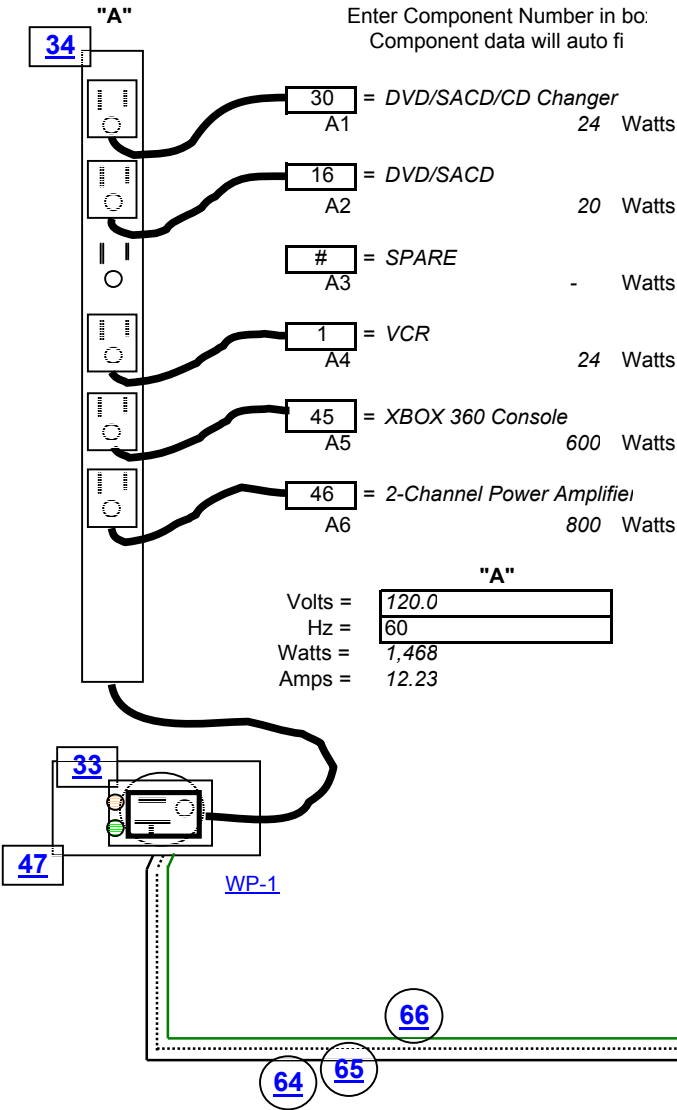 "A"
Enter Component Number in box
Component data will auto fi
34
30 = DVD/SACD/CD Changer
A1 24 Watts
16 = DVD/SACD
A2 20 Watts
# = SPARE
A3 - Watts
1 = VCR
A4 24 Watts
45 = XBOX 360 Console
A5 600 Watts
46 = 2-Channel Power Amplifier
A6 800 Watts
"A"
Volts = 120.0
Hz = 60
Watts = 1,468
Amps = 12.23
33
47
WP-1
66
65
64